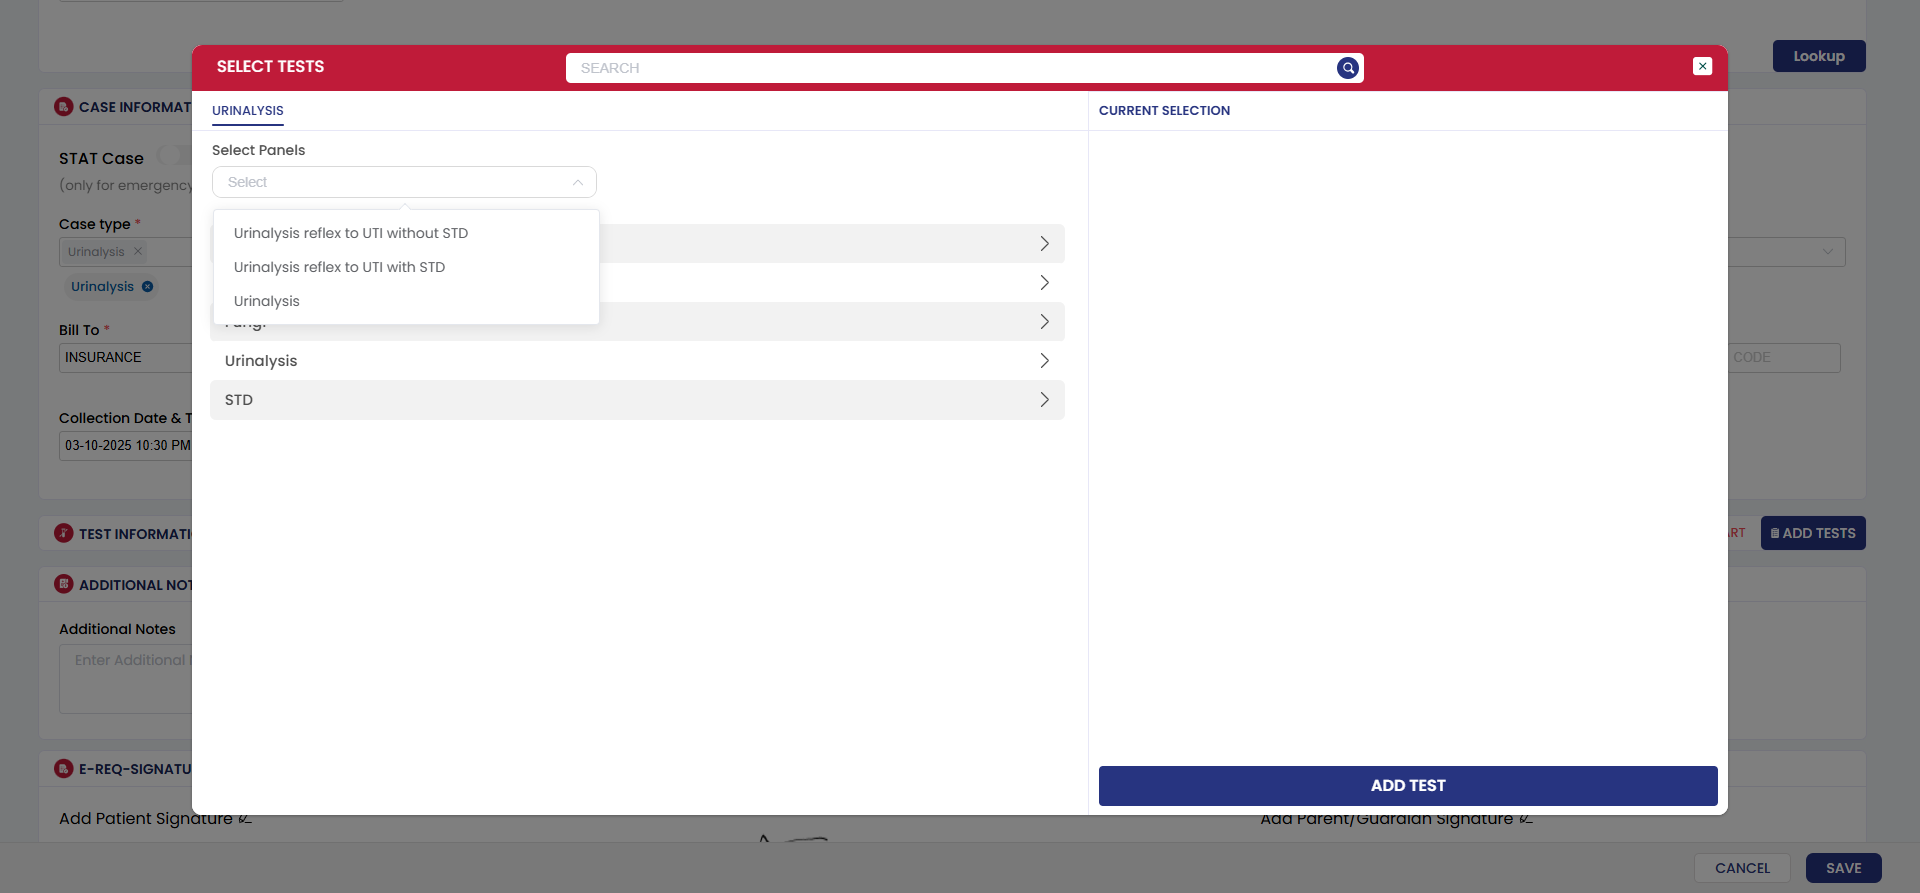 Lookup
SELECT TESTS
SEARCH
URINALYSIS
CURRENT SELECTION
CASE INFORMAT
Select Panels
STAT Case
Select
(only for emergency
Case type *
Urinalysis reflex to UTI without STD
Urinalysis
Urinalysis reflex to UTI with STD
Urinalysis
Urinalysis
Bill To *
INSURANCE
CODE
Urinalysis
STD
Collection Date & T
03-10-2025 10:30 PM
TEST INFORMATI
ART
ADD TESTS
ADDITIONAL NOT
Additional Notes
Enter Additional
E-REQ-SIGNATU
ADD TEST
Add Patient Signature
Add Parent/Guardian Signature
CANCEL
SAVE